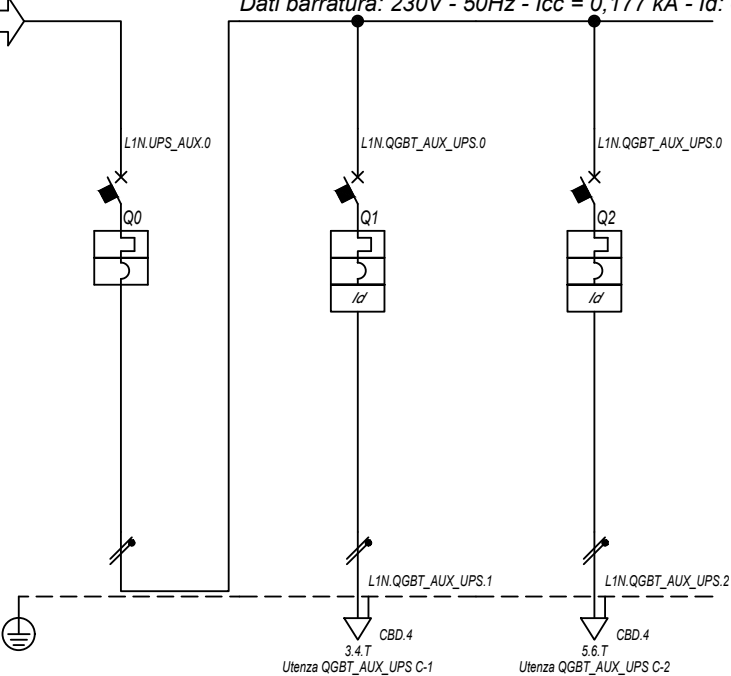 Dati barratura: 230V - 50Hz - Icc = 0,177 kA - Id:
L1N.UPS_AUX.0
L1N.QGBT_AUX_UPS.0
L1N.QGBT_AUX_UPS.0
Q0
Q1
Q2
Id
Id
L1N.QGBT_AUX_UPS.1
L1N.QGBT_AUX_UPS.2
CBD.4
CBD.4
3.4.T
5.6.T
Utenza QGBT_AUX_UPS C-1
Utenza QGBT_AUX_UPS C-2